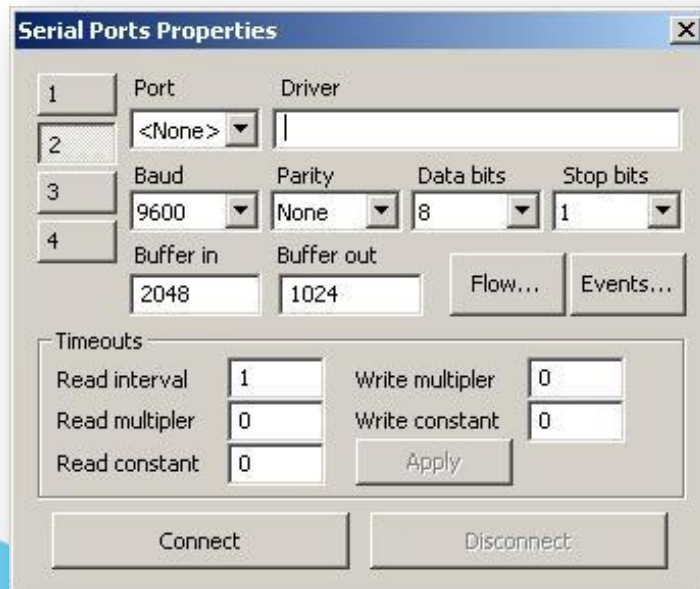 Serial Ports Properties
1
2
3
4
Port
Driver
<None>
Baud
Parity
Data bits
Stop bits
9600
None
8
1
Buffer in
Buffer out
2048
1024
Flow...
Events...
Timeouts
Read interval
1
Write multipler
0
Read multipler
0
Write constant
0
Read constant
0
Apply
Connect
Disconnect